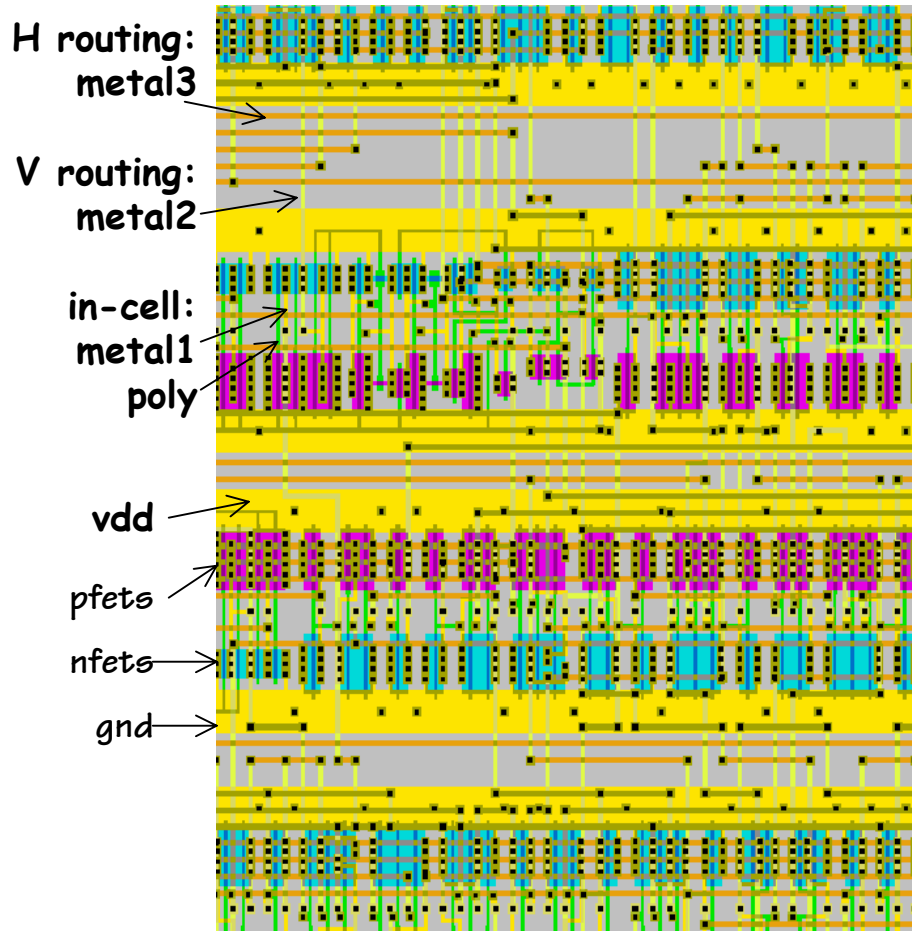 H routing:
metal3
V routing:
metal2
in-cell:
metal1
poly
vdd
pfets
nfets
gnd